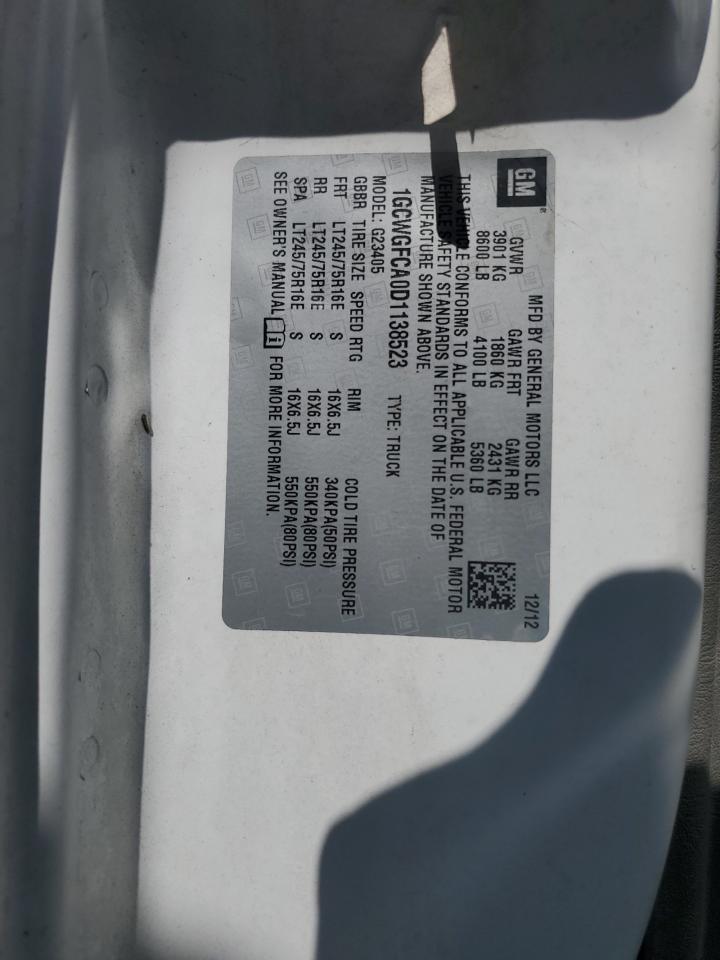 GM ®
MFD BY GENERAL MOTORS LLC 12/12
GVWR GAWR FRT GAWR RR
3901 KG 1860 KG 2431 KG
8600 LB 4100 LB 5360 LB
THIS VEHICLE CONFORMS TO ALL APPLICABLE U.S. FEDERAL MOTOR
VEHICLE SAFETY STANDARDS IN EFFECT ON THE DATE OF
MANUFACTURE SHOWN ABOVE.
1GCWGFCA0D1138523 TYPE: TRUCK
MODEL: G23405
GBBR TIRE SIZE SPEED RTG RIM COLD TIRE PRESSURE
FRT LT245/75R16E S 16X6.5J 340KPA(50PSI)
RR LT245/75R16E S 16X6.5J 550KPA(80PSI)
SPA LT245/75R16E S 16X6.5J 550KPA(80PSI)
SEE OWNER'S MANUAL i FOR MORE INFORMATION.